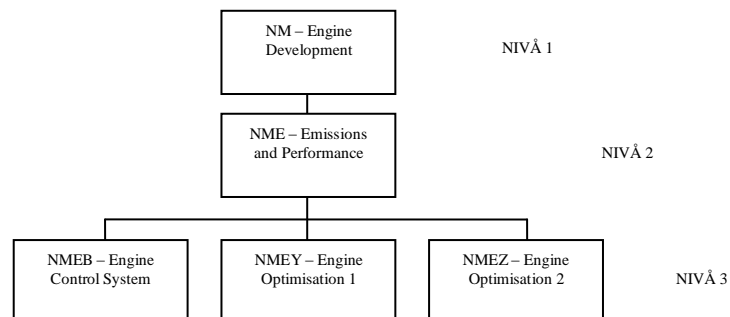 NM – Engine
Development
NIVÅ 1
NME – Emissions
and Performance
NIVÅ 2
NMEB – Engine
Control System
NMEY – Engine
Optimisation 1
NMEZ – Engine
Optimisation 2
NIVÅ 3